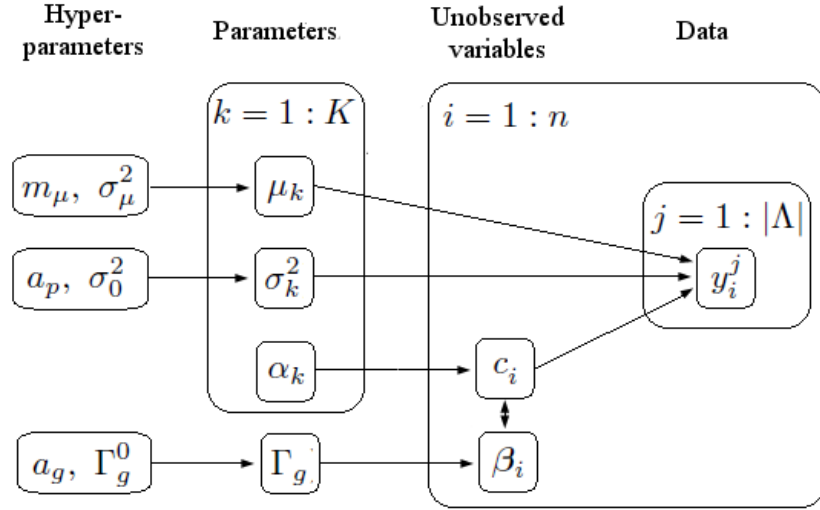 Hyper-
parameters
Parameters
Unobserved
variables
Data
k = 1 : K
i = 1 : n
m_μ, σ_μ^2
μ_k
j = 1 : |Λ|
a_p, σ_0^2
σ_k^2
y_i^j
α_k
c_i
a_g, Γ_g^0
Γ_g
β_i